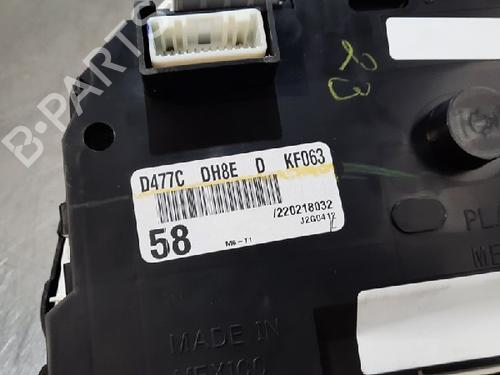 B-PARTS
D477C DH8E D KF063
/220218032
J2G0412
58
M6-T1
MADE IN
MEXICO